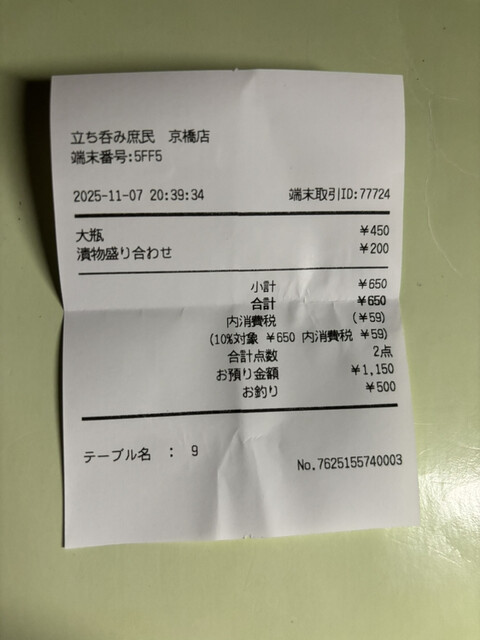 立ち呑み庶民 京橋店
端末番号:5FF5
2025-11-07 20:39:34 端末取引ID:77724
大瓶 ¥450
漬物盛り合わせ ¥200
小計 ¥650
合計 ¥650
内消費税 (¥59)
(10%対象 ¥650 内消費税 ¥59)
合計点数 2点
お預り金額 ¥1,150
お釣り ¥500
テーブル名 : 9
No.7625155740003